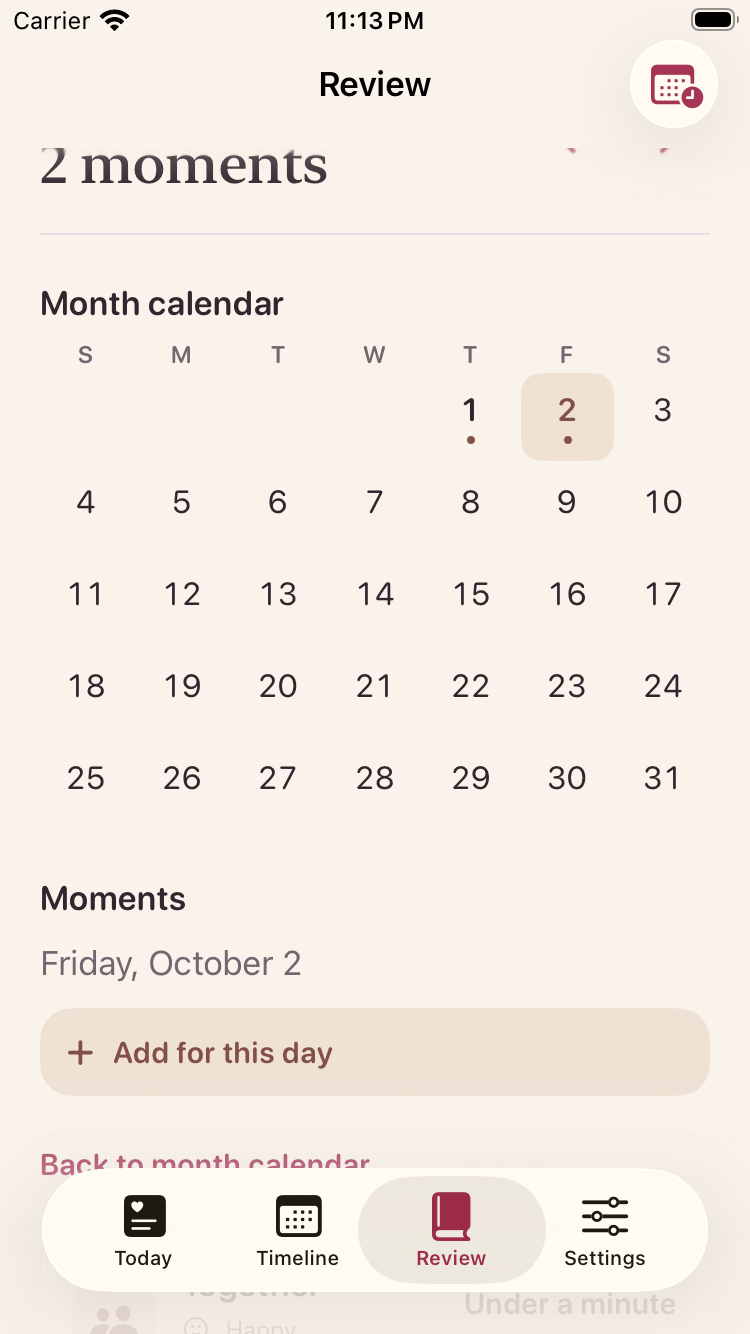 Carrier 11:13 PM
Review
2 moments
Month calendar
S M T W T F S
1 2 3
4 5 6 7 8 9 10
11 12 13 14 15 16 17
18 19 20 21 22 23 24
25 26 27 28 29 30 31
Moments
Friday, October 2
+ Add for this day
Back to month calendar
Today Timeline Review Settings
Together
Under a minute
Happy